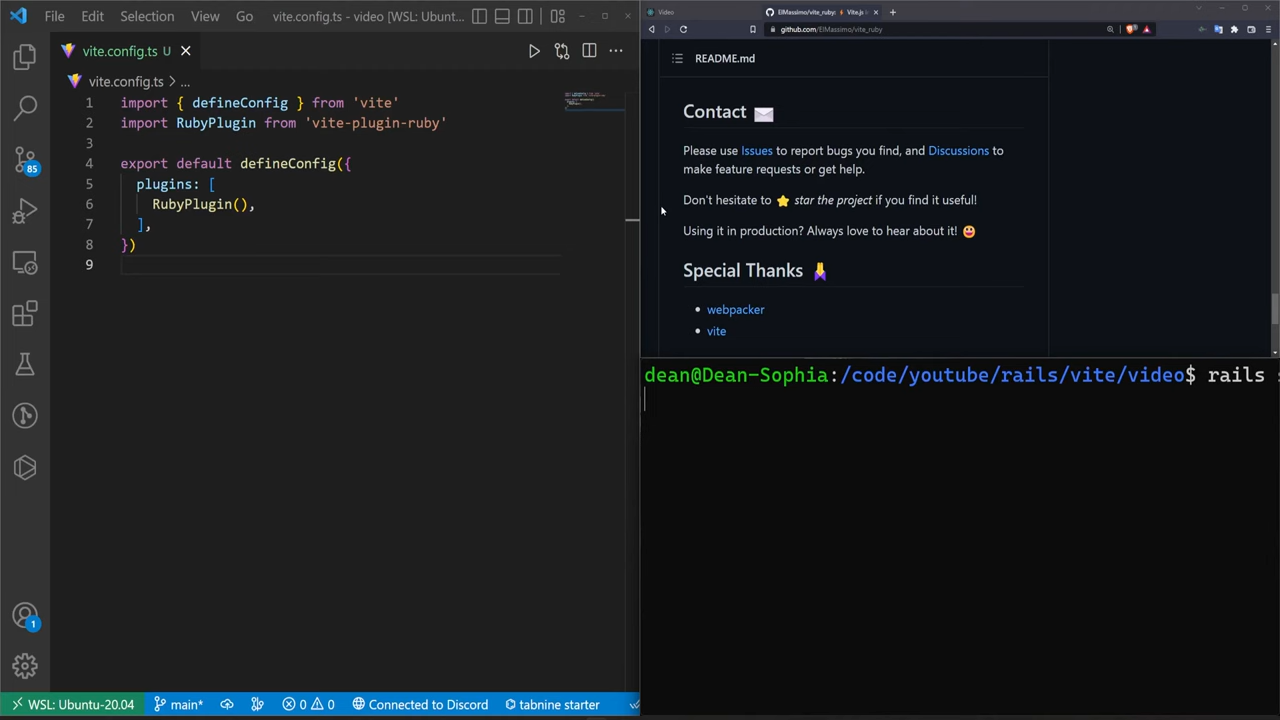 File Edit Selection View Go vite.config.ts - video [WSL: Ubuntu...
vite.config.ts U
vite.config.ts > ...
1 import { defineConfig } from 'vite'
2 import RubyPlugin from 'vite-plugin-ruby'
3
4 export default defineConfig({
5 plugins: [
6 RubyPlugin(),
7 ],
8 })
9
85
1
WSL: Ubuntu-20.04 main* 0 0 Connected to Discord tabnine starter
Video ElMassimo/vite_ruby: ⚡ Vite.js i
github.com/ElMassimo/vite_ruby
README.md
Contact ✉️
Please use Issues to report bugs you find, and Discussions to
make feature requests or get help.
Don't hesitate to ⭐ star the project if you find it useful!
Using it in production? Always love to hear about it! 😃
Special Thanks 🙏
• webpacker
• vite
dean@Dean-Sophia:/code/youtube/rails/vite/video$ rails s